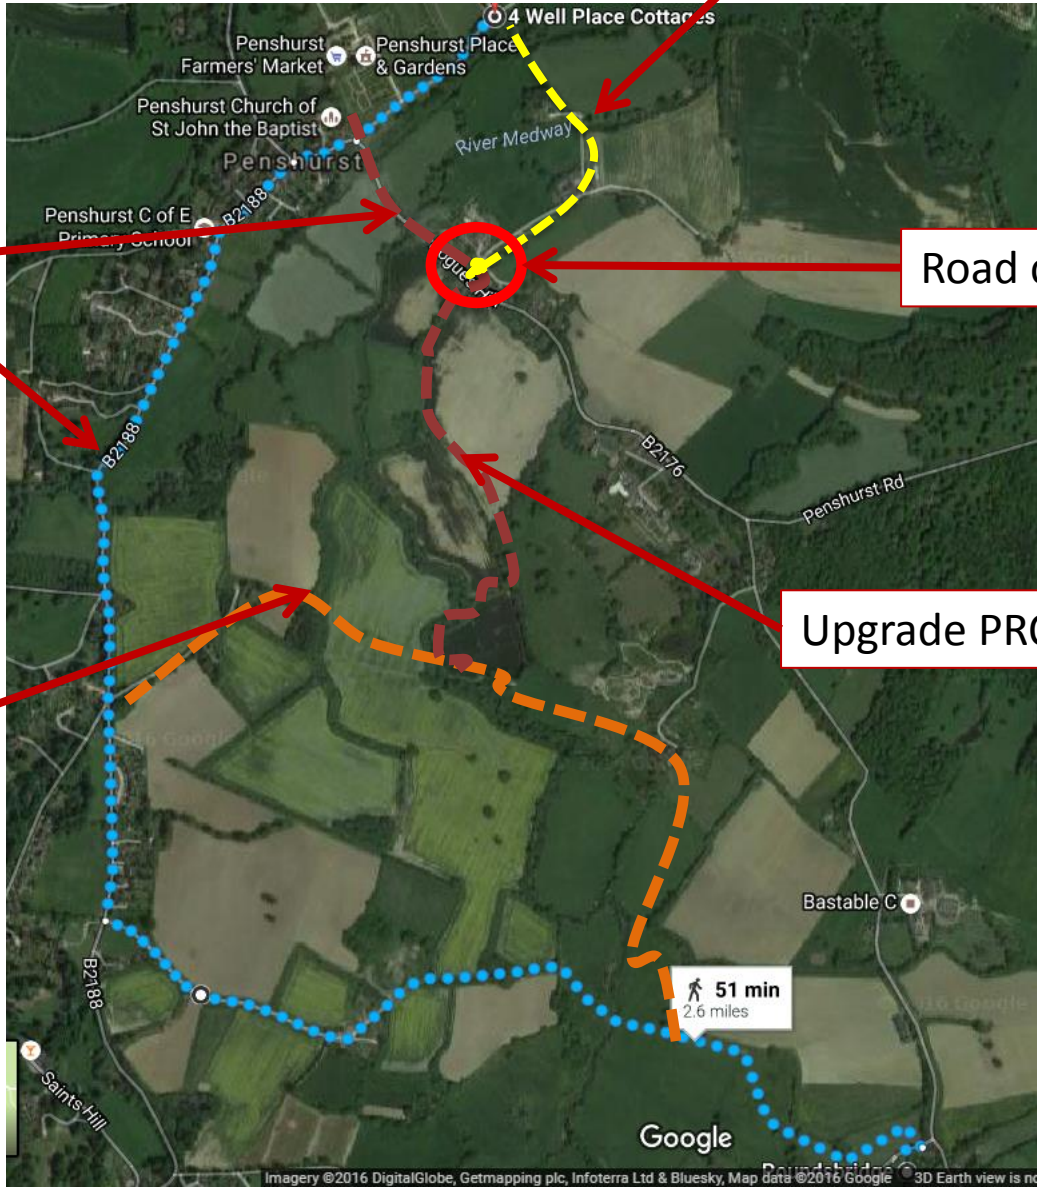 4 Well Place Cottages
Penshurst
Farmers' Market
Penshurst Place
& Gardens
Penshurst Church of
St John the Baptist
River Medway
Penshurst
Penshurst C of E
Primary School
B2188
Road
B2188
B2176
Penshurst Rd
Upgrade
Bastable C
51 min
2.6 miles
B2188
Saints Hill
Google
Imagery ©2016 DigitalGlobe, Getmapping plc, Infoterra Ltd & Bluesky, Map data ©2016 Google
3D Earth view is